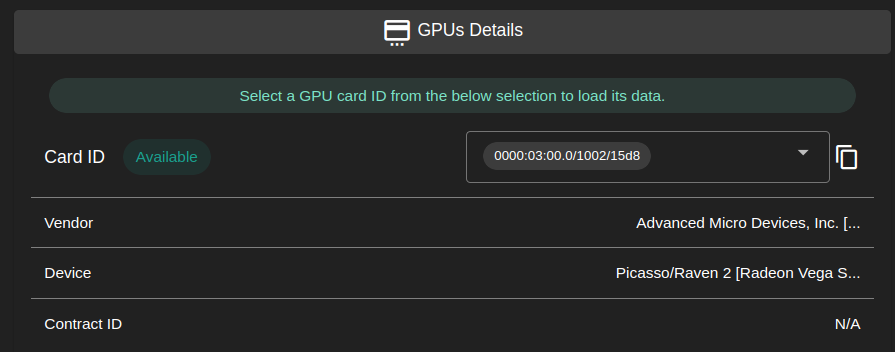 GPUs Details
Select a GPU card ID from the below selection to load its data.
Card ID Available 0000:03:00.0/1002/15d8
Vendor Advanced Micro Devices, Inc. [...
Device Picasso/Raven 2 [Radeon Vega S...
Contract ID N/A